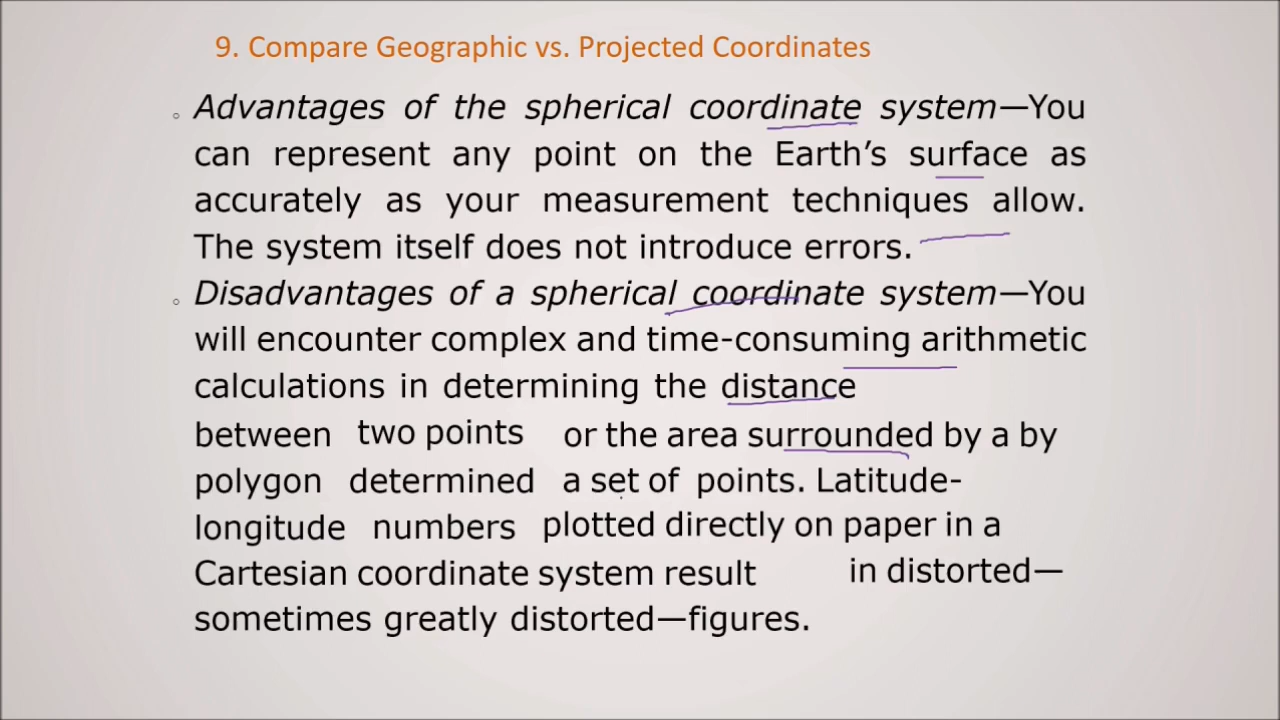 9. Compare Geographic vs. Projected Coordinates
Advantages of the spherical coordinate system—You
can represent any point on the Earth’s surface as
accurately as your measurement techniques allow.
The system itself does not introduce errors.
Disadvantages of a spherical coordinate system—You
will encounter complex and time-consuming arithmetic
calculations in determining the distance
between two points or the area surrounded by a by
polygon determined a set of points. Latitude-
longitude numbers plotted directly on paper in a
Cartesian coordinate system result in distorted—
sometimes greatly distorted—figures.